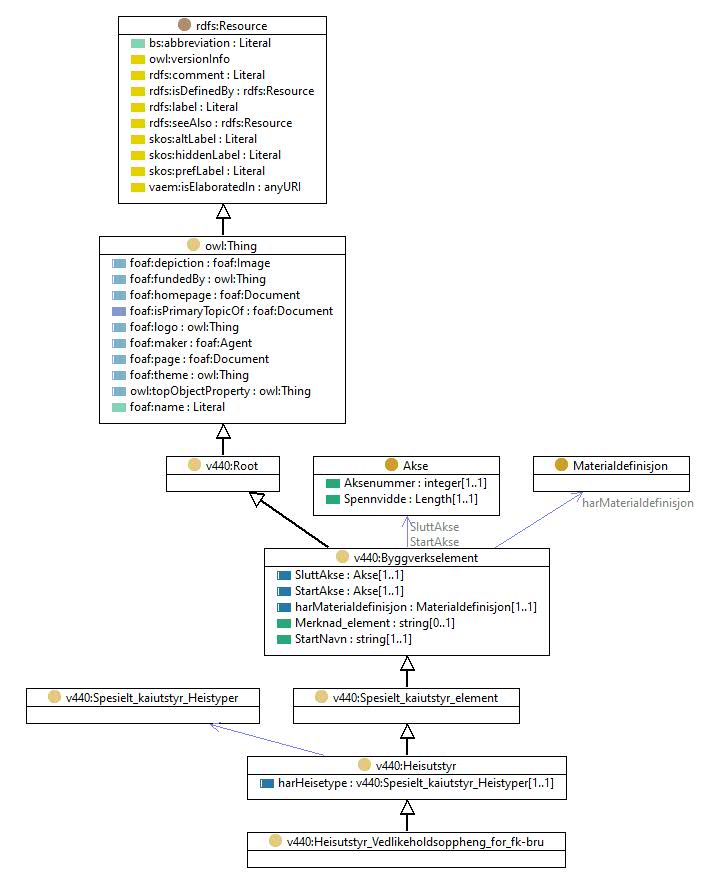 rdfs:Resource
bs:abbreviation : Literal
owl:versionInfo
rdfs:comment : Literal
rdfs:isDefinedBy : rdfs:Resource
rdfs:label : Literal
rdfs:seeAlso : rdfs:Resource
skos:altLabel : Literal
skos:hiddenLabel : Literal
skos:prefLabel : Literal
vaem:isElaboratedIn : anyURI
owl:Thing
foaf:depiction : foaf:Image
foaf:fundedBy : owl:Thing
foaf:homepage : foaf:Document
foaf:isPrimaryTopicOf : foaf:Document
foaf:logo : owl:Thing
foaf:maker : foaf:Agent
foaf:page : foaf:Document
foaf:theme : owl:Thing
owl:topObjectProperty : owl:Thing
foaf:name : Literal
v440:Root
Akse
Aksenummer : integer[1..1]
Spennvidde : Length[1..1]
Materialdefinisjon
harMaterialdefinisjon
SluttAkse
StartAkse
v440:Byggverkselement
SluttAkse : Akse[1..1]
StartAkse : Akse[1..1]
harMaterialdefinisjon : Materialdefinisjon[1..1]
Merknad_element : string[0..1]
StartNavn : string[1..1]
v440:Spesielt_kaiutstyr_Heistyper
v440:Spesielt_kaiutstyr_element
v440:Heisutstyr
harHeisetype : v440:Spesielt_kaiutstyr_Heistyper[1..1]
v440:Heisutstyr_Vedlikeholdsoppheng_for_fk-bru